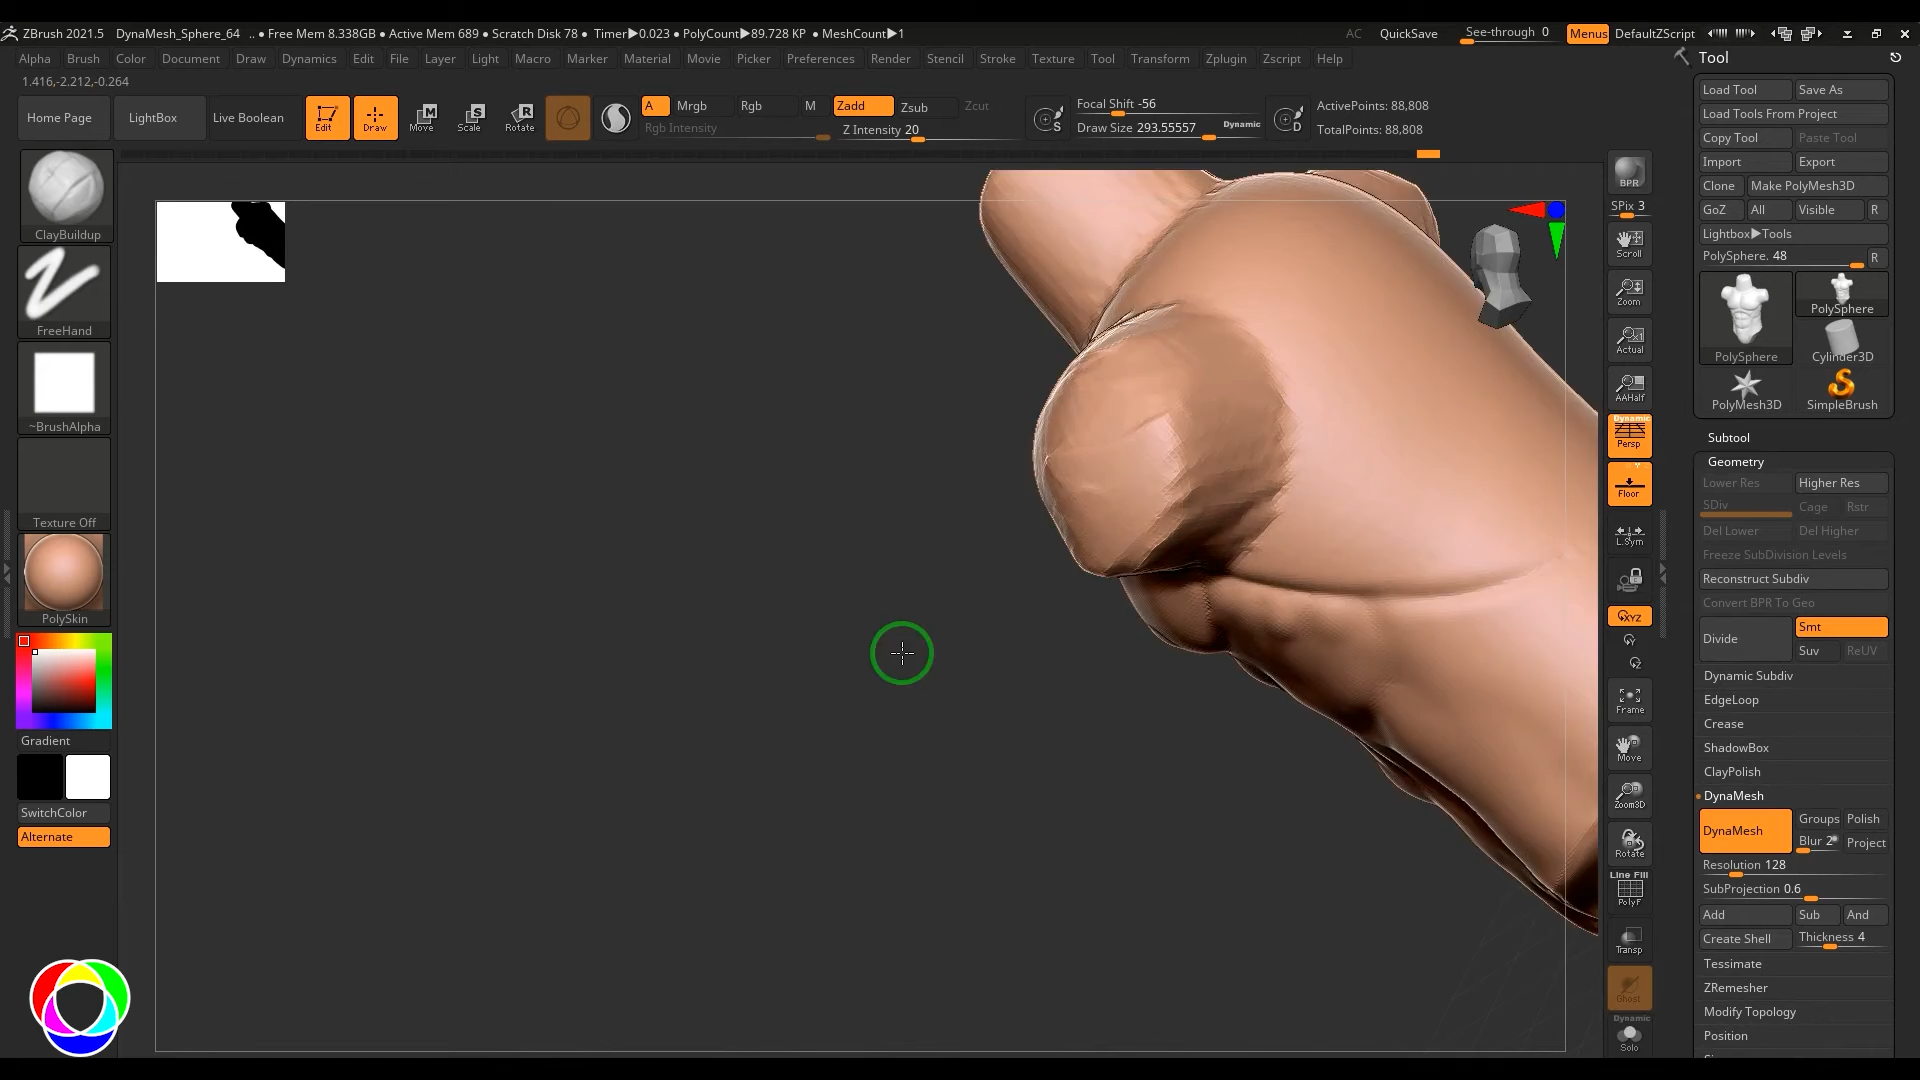 ZBrush 2021.5 DynaMesh_Sphere_64 .. ● Free Mem 8.338GB ● Active Mem 689 ● Scratch Disk 78 ● Timer▶0.023 ● PolyCount▶89.728 KP ● MeshCount▶1 AC QuickSave See-through 0 Menus DefaultZScript
Alpha Brush Color Document Draw Dynamics Edit File Layer Light Macro Marker Material Movie Picker Preferences Render Stencil Stroke Texture Tool Transform Zplugin Zscript Help
Tool
1.416,-2.212,-0.264
Home Page LightBox Live Boolean Edit Draw Move Scale Rotate
A Mrgb Rgb M Zadd Zsub Zcut
Rgb Intensity Z Intensity 20
S Focal Shift -56
Draw Size 293.55557 Dynamic
D ActivePoints: 88,808
TotalPoints: 88,808
ClayBuildup
FreeHand
~BrushAlpha
Texture Off
PolySkin
Gradient
SwitchColor
Alternate
BPR
SPix 3
Scroll
Zoom
Actual
AAHalf
Dynamic
Persp
Floor
L.Sym
XYZ
Y
Z
Frame
Move
Zoom3D
Rotate
Line Fill
PolyF
Transp
Ghost
Dynamic
Solo
Load Tool Save As
Load Tools From Project
Copy Tool Paste Tool
Import Export
Clone Make PolyMesh3D
GoZ All Visible R
Lightbox▶Tools
PolySphere. 48 R
PolySphere PolySphere
Cylinder3D
PolyMesh3D SimpleBrush
Subtool
Geometry
Lower Res Higher Res
SDiv Cage Rstr
Del Lower Del Higher
Freeze SubDivision Levels
Reconstruct Subdiv
Convert BPR To Geo
Divide Smt
Suv ReUV
Dynamic Subdiv
EdgeLoop
Crease
ShadowBox
ClayPolish
DynaMesh
DynaMesh Groups Polish
Blur 2 Project
Resolution 128
SubProjection 0.6
Add Sub And
Create Shell Thickness 4
Tessimate
ZRemesher
Modify Topology
Position